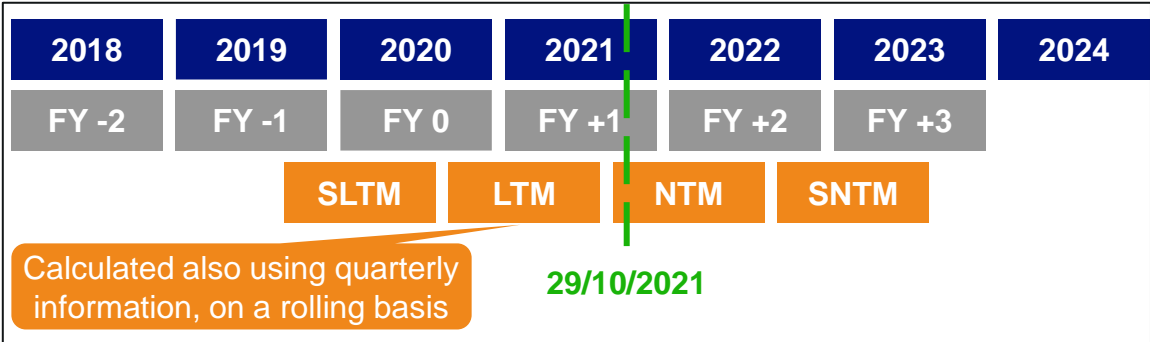 2018 2019 2020 2021 2022 2023 2024
FY -2 FY -1 FY 0 FY +1 FY +2 FY +3
SLTM LTM NTM SNTM
Calculated also using quarterly
information, on a rolling basis
29/10/2021